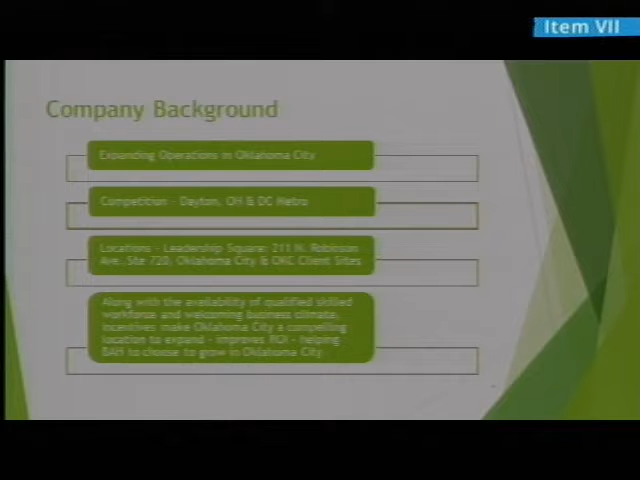 Item VII
Company Background
Expanding Operations in Oklahoma City
Competition - Dayton, OH & DC Metro
Locations - Leadership Square: 211 N. Robinson
Ave. Ste 720, Oklahoma City & OKC Client Sites
Along with the availability of qualified skilled
workforce and welcoming business climate,
incentives make Oklahoma City a compelling
location to expand - improves ROI - helping
BAH to choose to grow in Oklahoma City